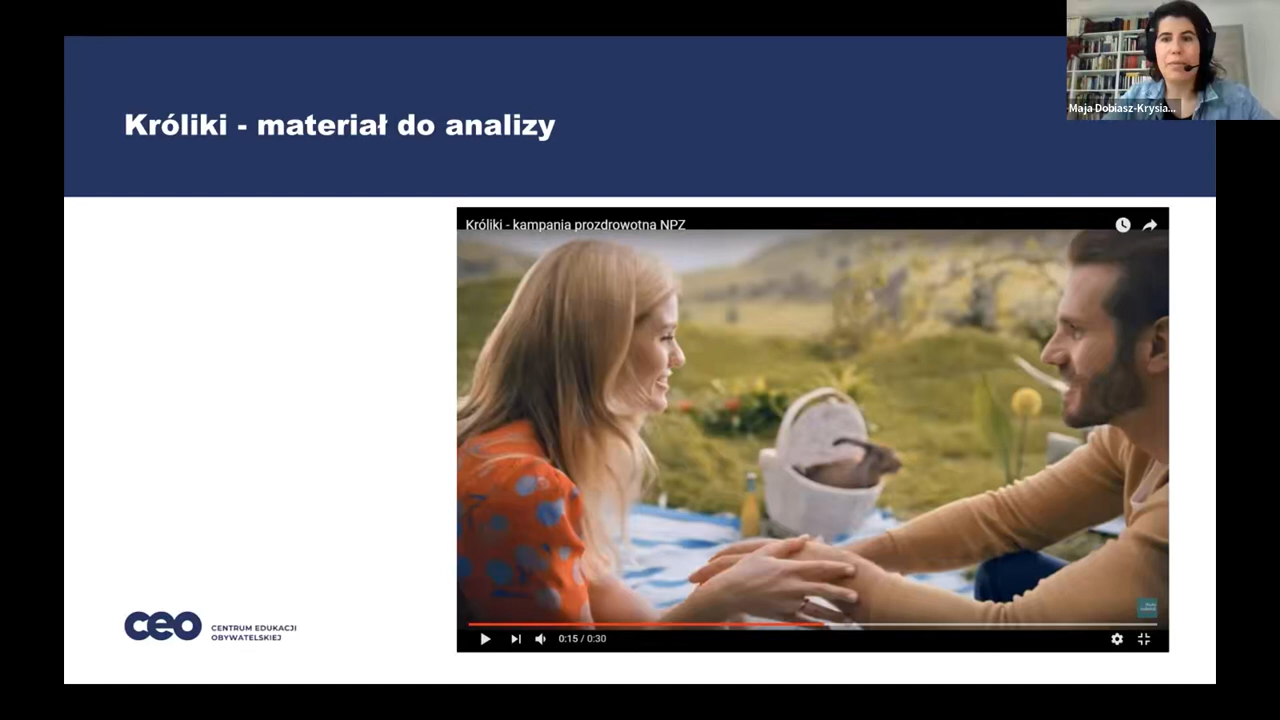 Maja Dobiasz-Krysia...
Króliki - materiał do analizy
Króliki - kampania prozdrowotna NPZ
0:15 / 0:30
ceo
CENTRUM EDUKACJI
OBYWATELSKIEJ